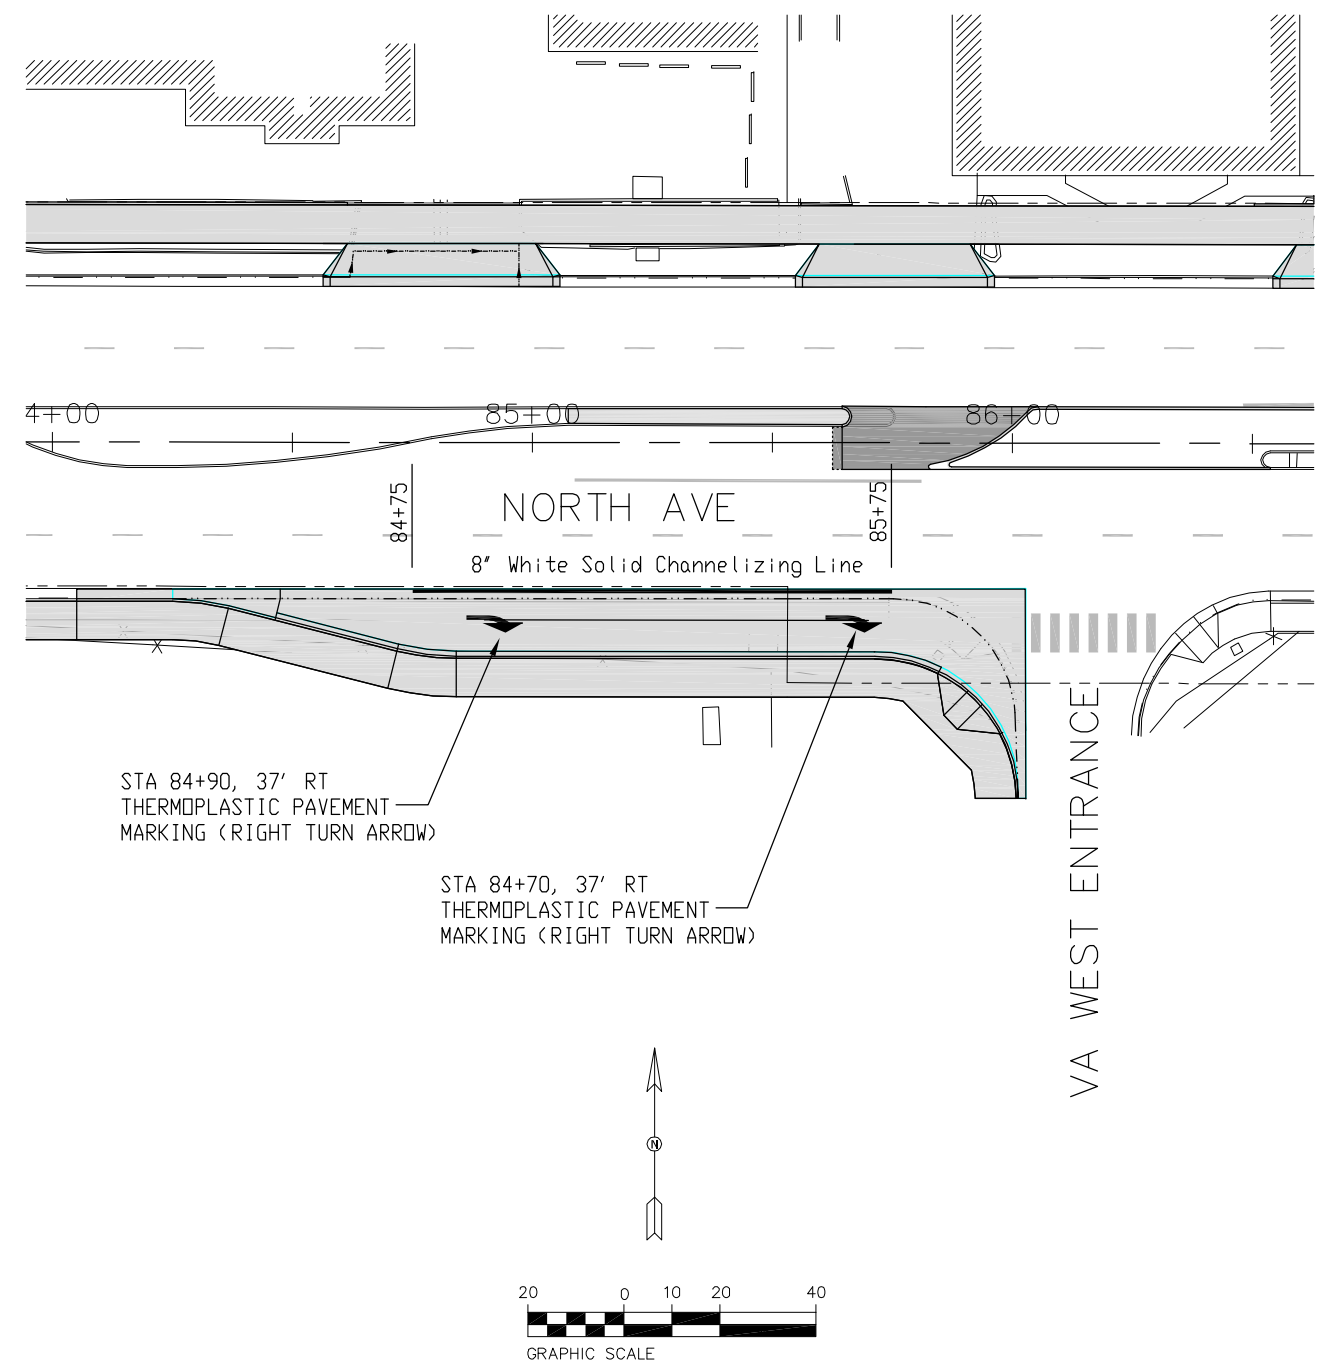 4+00
85+00
86+00
84+75
NORTH AVE
85+75
8" White Solid Channelizing Line
STA 84+90, 37' RT
THERMOPLASTIC PAVEMENT
MARKING (RIGHT TURN ARROW)
STA 84+70, 37' RT
THERMOPLASTIC PAVEMENT
MARKING (RIGHT TURN ARROW)
VA WEST ENTRANCE
N
20 0 10 20 40
GRAPHIC SCALE